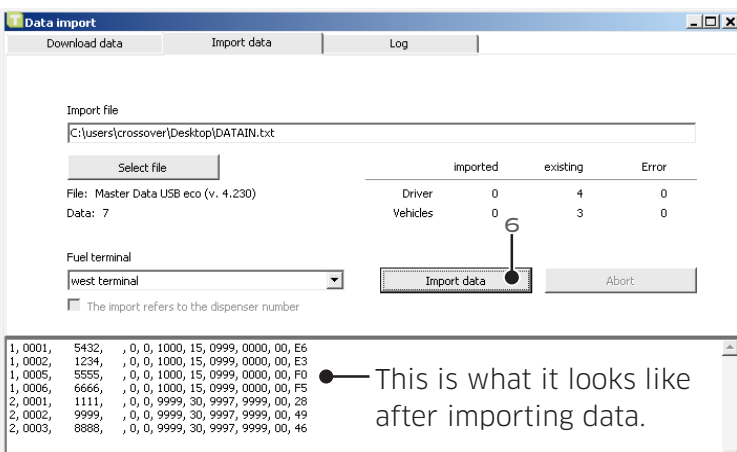 Data import
Download data Import data Log
Import file
C:\users\crossover\Desktop\DATAIN.txt
Select file imported existing Error
File: Master Data USB eco (v. 4.230) Driver 0 4 0
Data: 7 Vehicles 0 3 0
6
Fuel terminal
west terminal Import data Abort
The import refers to the dispenser number
1, 0001, 5432, , 0, 0, 1000, 15, 0999, 0000, 00, E6
1, 0002, 1234, , 0, 0, 1000, 15, 0999, 0000, 00, E3
1, 0005, 5555, , 0, 0, 1000, 15, 0999, 0000, 00, F0
1, 0006, 6666, , 0, 0, 1000, 15, 0999, 0000, 00, F5
2, 0001, 1111, , 0, 0, 9999, 30, 9997, 9999, 00, 28
2, 0002, 9999, , 0, 0, 9999, 30, 9997, 9999, 00, 49
2, 0003, 8888, , 0, 0, 9999, 30, 9997, 9999, 00, 46
This is what it looks like
after importing data.